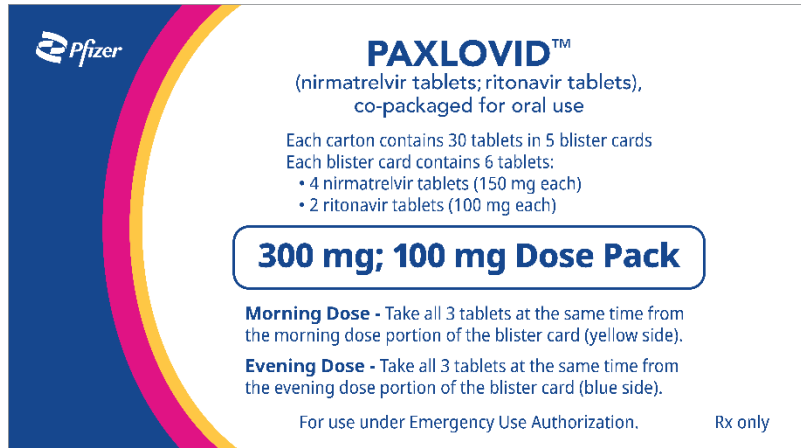 Pfizer
PAXLOVID™
(nirmatrelvir tablets; ritonavir tablets),
co-packaged for oral use
Each carton contains 30 tablets in 5 blister cards
Each blister card contains 6 tablets:
• 4 nirmatrelvir tablets (150 mg each)
• 2 ritonavir tablets (100 mg each)
300 mg; 100 mg Dose Pack
Morning Dose - Take all 3 tablets at the same time from
the morning dose portion of the blister card (yellow side).
Evening Dose - Take all 3 tablets at the same time from
the evening dose portion of the blister card (blue side).
For use under Emergency Use Authorization. Rx only